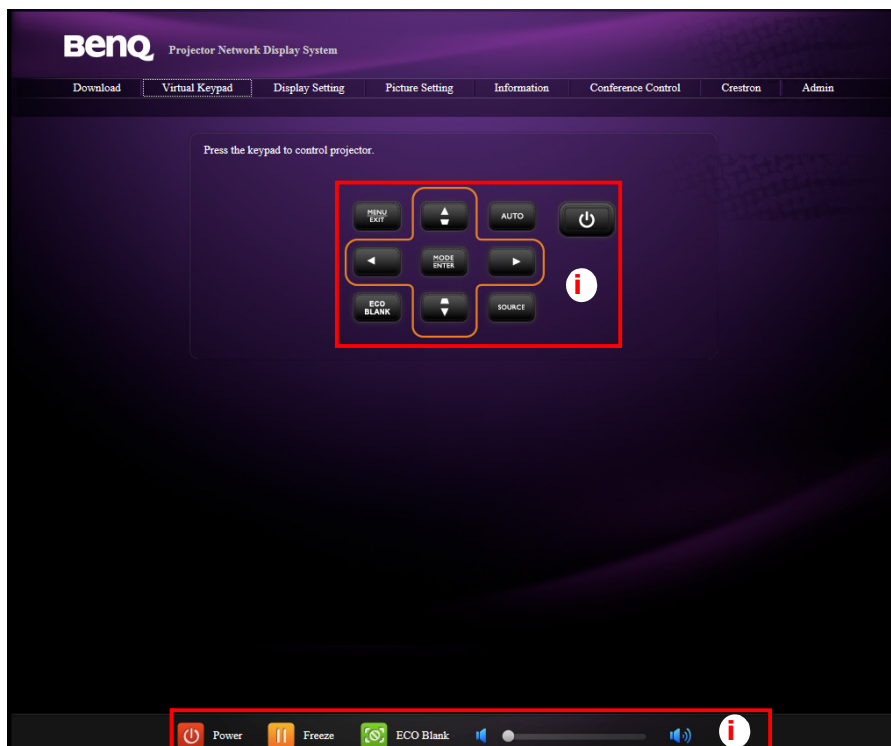 BenQ Projector Network Display System
Download Virtual Keypad Display Setting Picture Setting Information Conference Control Crestron Admin
Press the keypad to control projector.
MENU
EXIT
AUTO
MODE
ENTER
ECO
BLANK
SOURCE
i
Power Freeze ECO Blank i